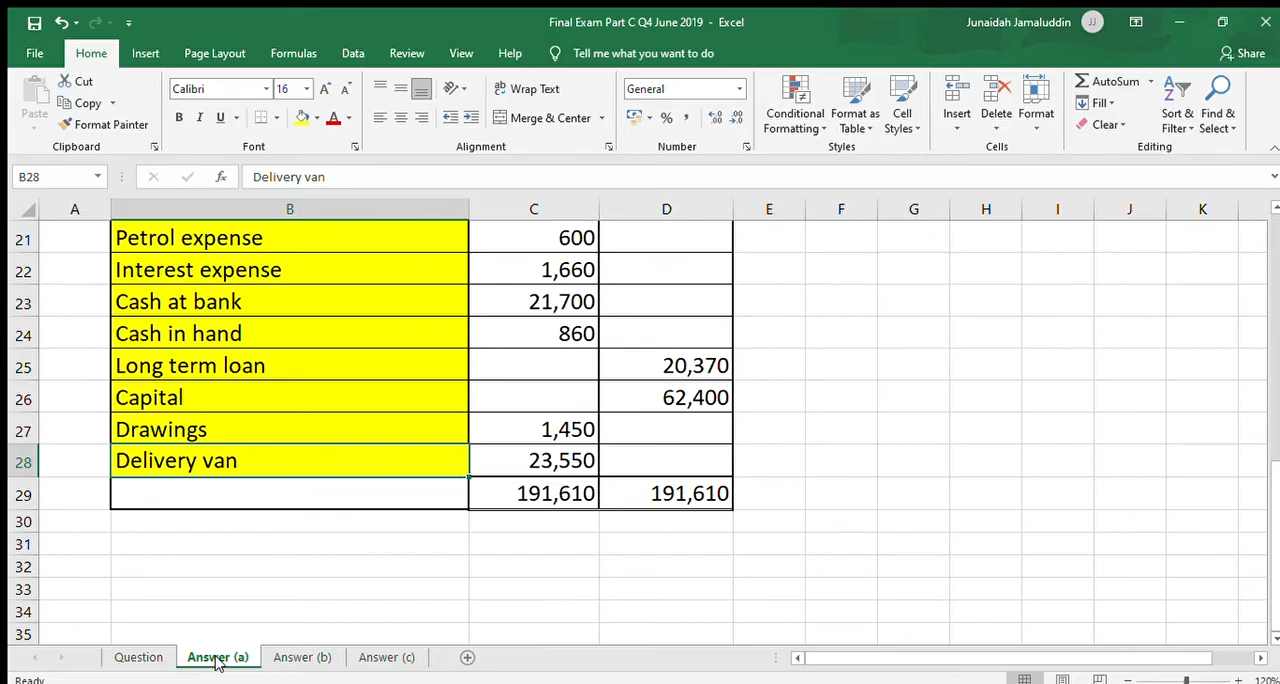 Final Exam Part C Q4 June 2019 - Excel
Junaidah Jamaluddin
JJ
File Home Insert Page Layout Formulas Data Review View Help Tell me what you want to do
Share
Paste
Cut
Copy
Format Painter
Clipboard
Calibri 16
B I U
Font
Wrap Text
Merge & Center
Alignment
General
Number
Conditional Formatting
Format as Table
Cell Styles
Styles
Insert Delete Format
Cells
AutoSum
Fill
Clear
Sort & Filter
Find & Select
Editing
B28 fx Delivery van
A B C D E F G H I J K
21 Petrol expense 600
22 Interest expense 1,660
23 Cash at bank 21,700
24 Cash in hand 860
25 Long term loan 20,370
26 Capital 62,400
27 Drawings 1,450
28 Delivery van 23,550
29 191,610 191,610
30
31
32
33
34
35
Question Answer (a) Answer (b) Answer (c)
Ready
120%